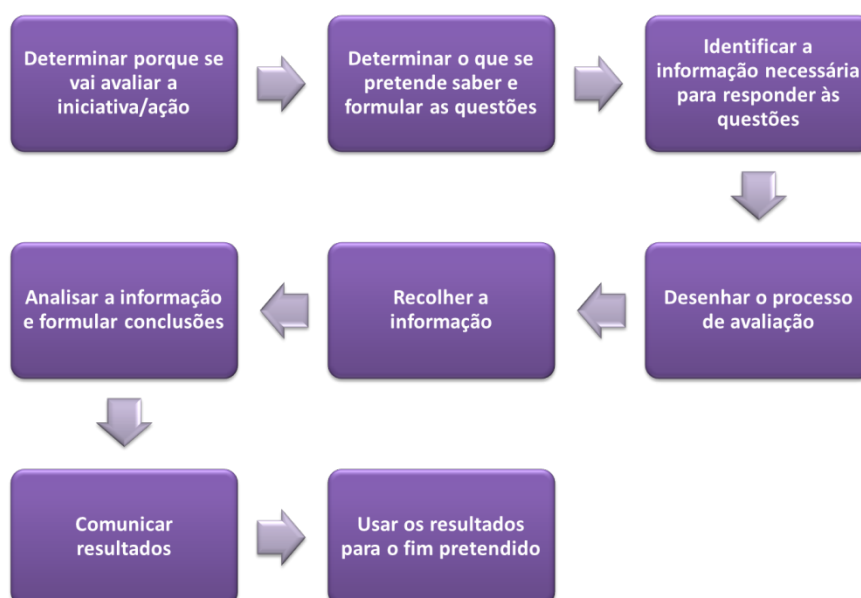 Determinar porque se
vai avaliar a
iniciativa/ação
Determinar o que se
pretende saber e
formular as questões
Identificar a
informação necessária
para responder às
questões
Desenhar o processo
de avaliação
Recolher a
informação
Analisar a informação
e formular conclusões
Comunicar
resultados
Usar os resultados
para o fim pretendido